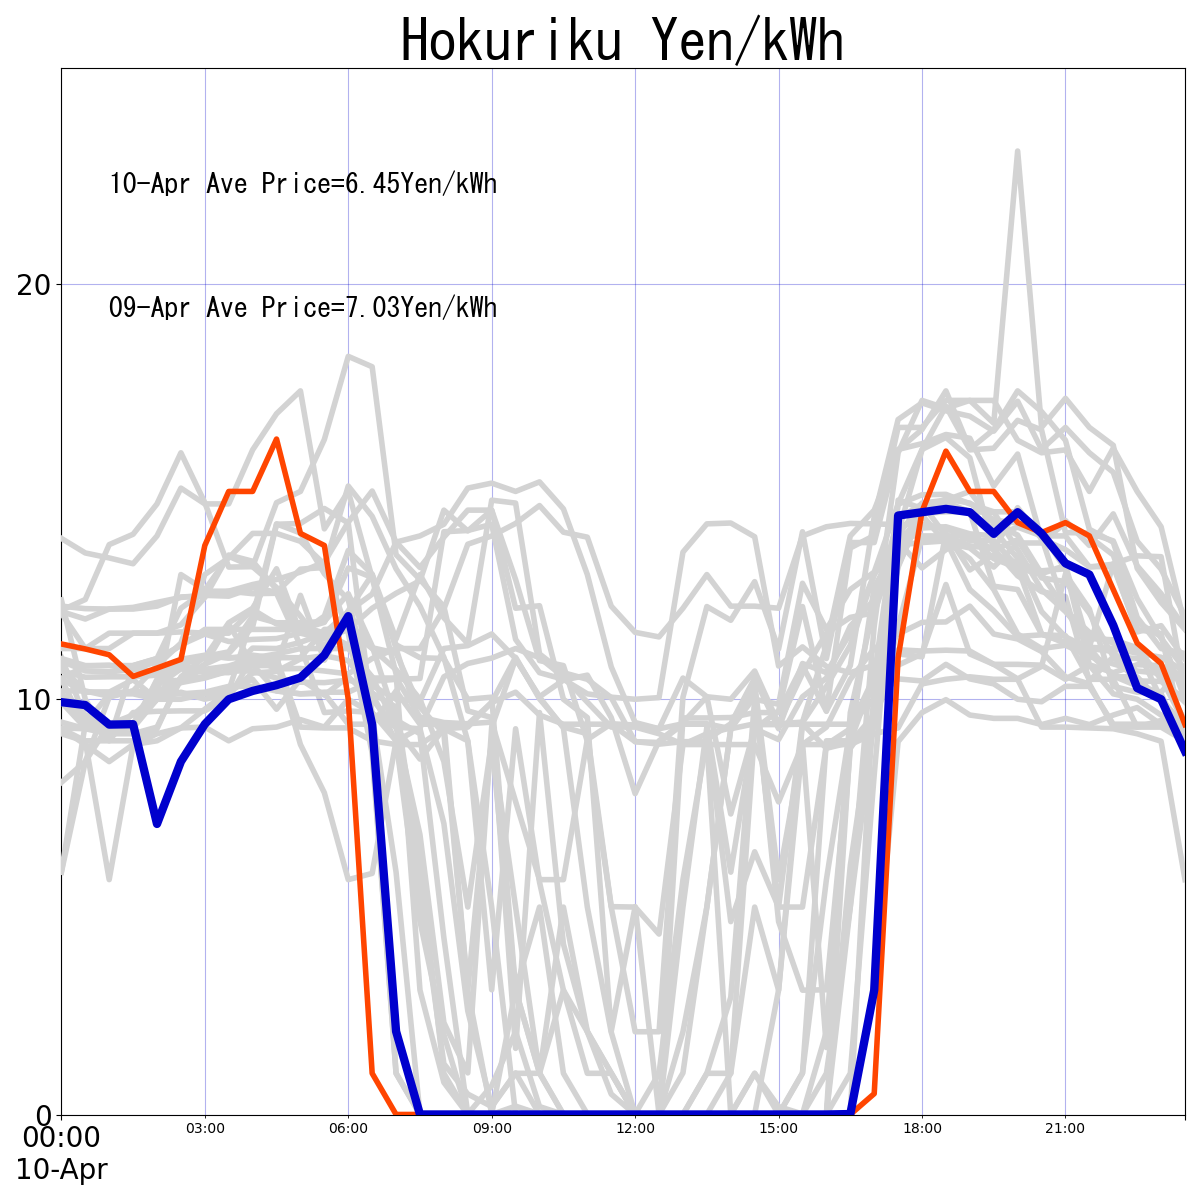 Hokuriku Yen/kWh
10-Apr Ave Price=6.45Yen/kWh
09-Apr Ave Price=7.03Yen/kWh
20
10
0
00:00 03:00 06:00 09:00 12:00 15:00 18:00 21:00
10-Apr